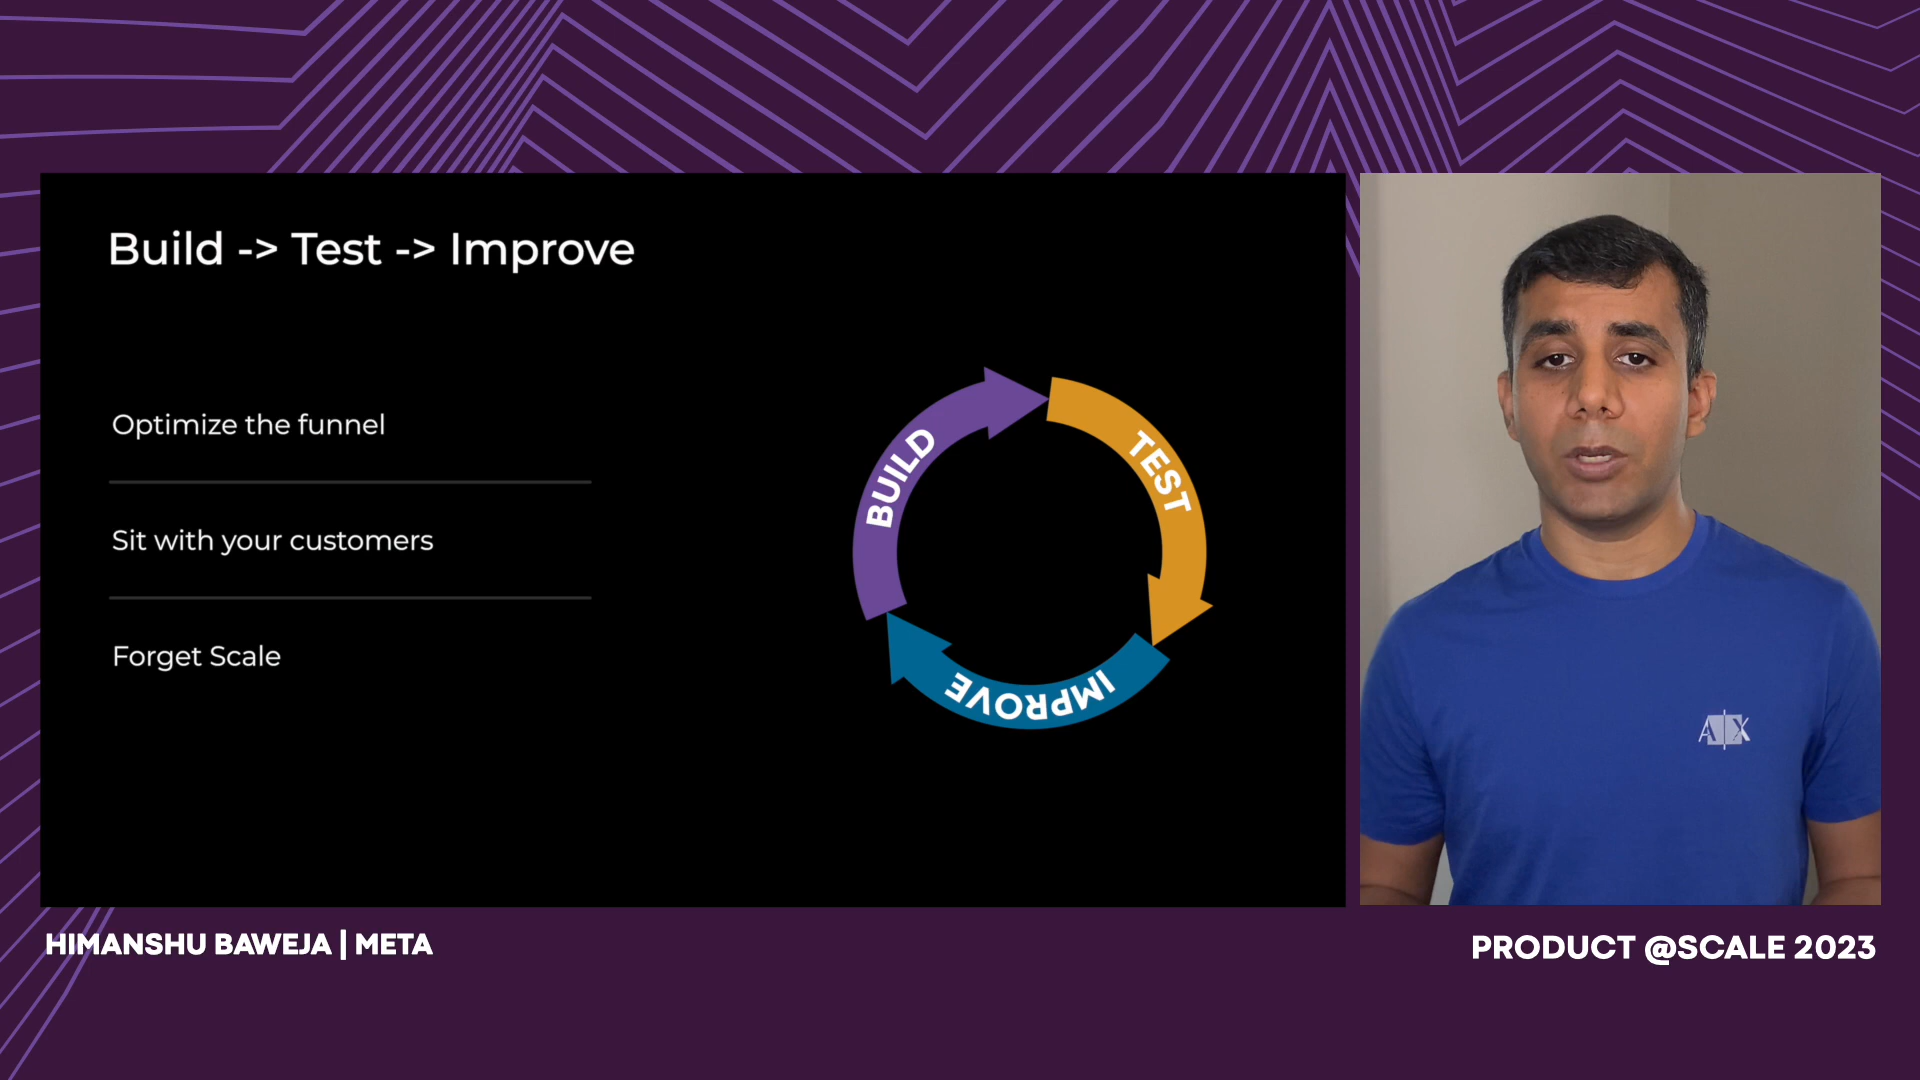 Build -> Test -> Improve
Optimize the funnel
Sit with your customers
Forget Scale
BUILD
TEST
IMPROVE
A|X
HIMANSHU BAWEJA | META
PRODUCT @SCALE 2023